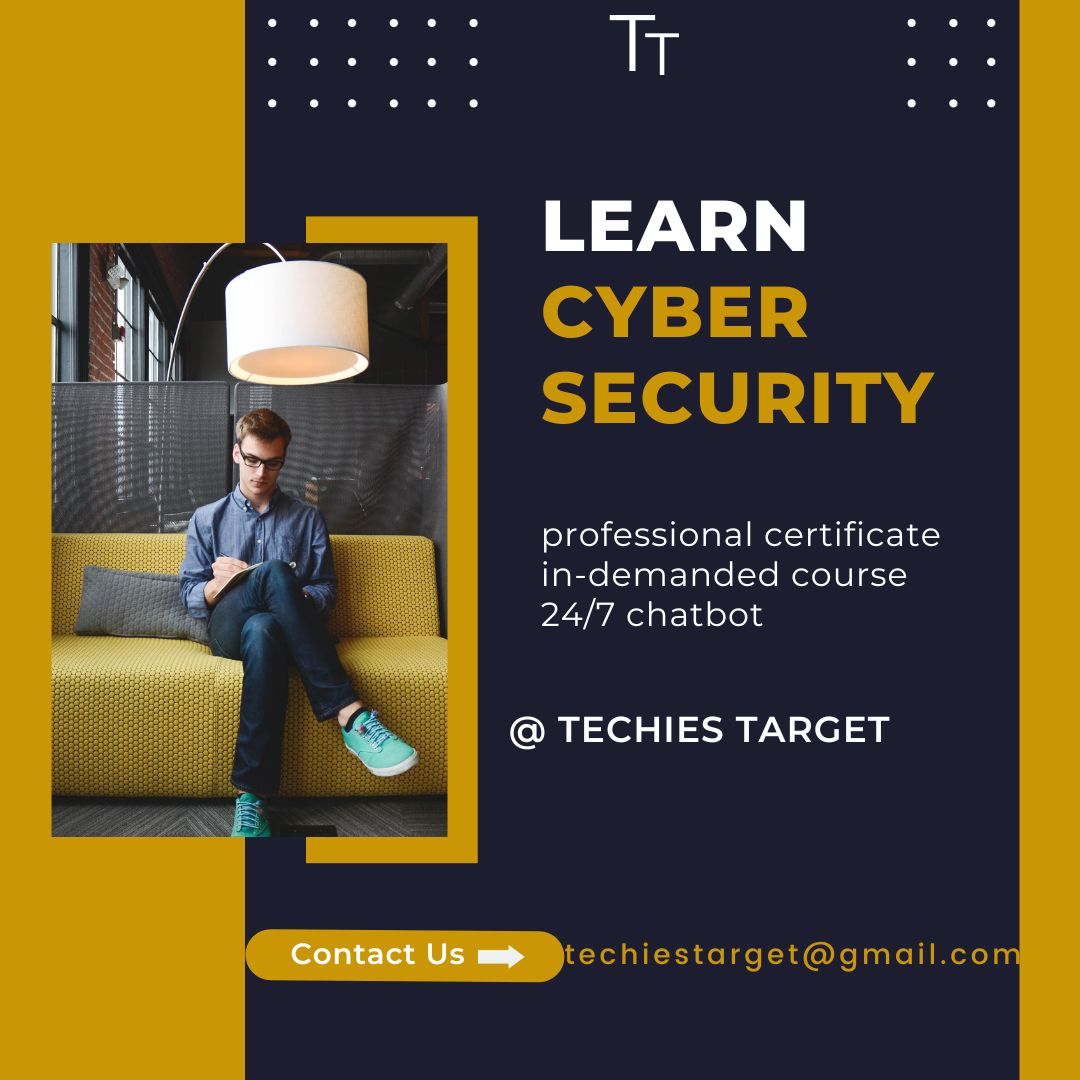 TT
LEARN
CYBER
SECURITY
professional certificate
in-demanded course
24/7 chatbot
@ TECHIES TARGET
Contact Us
techiestarget@gmail.com